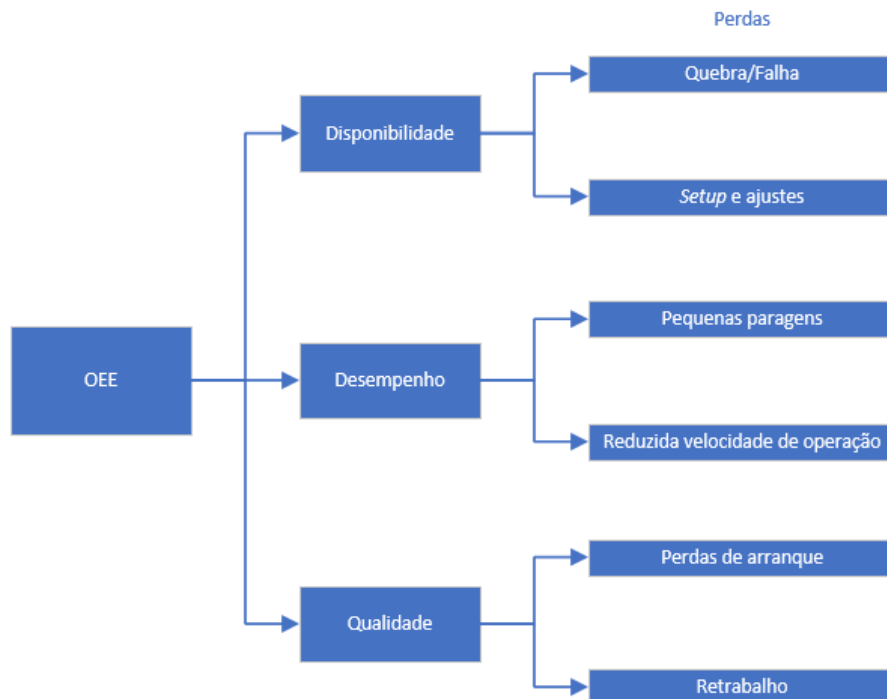 Perdas
Quebra/Falha
Disponibilidade
Setup e ajustes
Pequenas paragens
OEE
Desempenho
Reduzida velocidade de operação
Perdas de arranque
Qualidade
Retrabalho